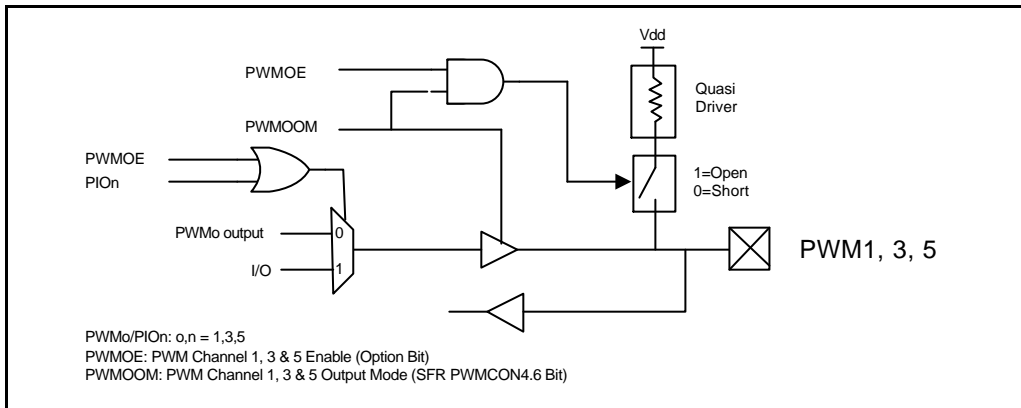 Vdd
PWMOE
Quasi
Driver
PWMOOM
PWMOE
PIOn
1=Open
0=Short
PWMo output
0
I/O
1
PWM1, 3, 5
PWMo/PIOn: o,n = 1,3,5
PWMOE: PWM Channel 1, 3 & 5 Enable (Option Bit)
PWMOOM: PWM Channel 1, 3 & 5 Output Mode (SFR PWMCON4.6 Bit)